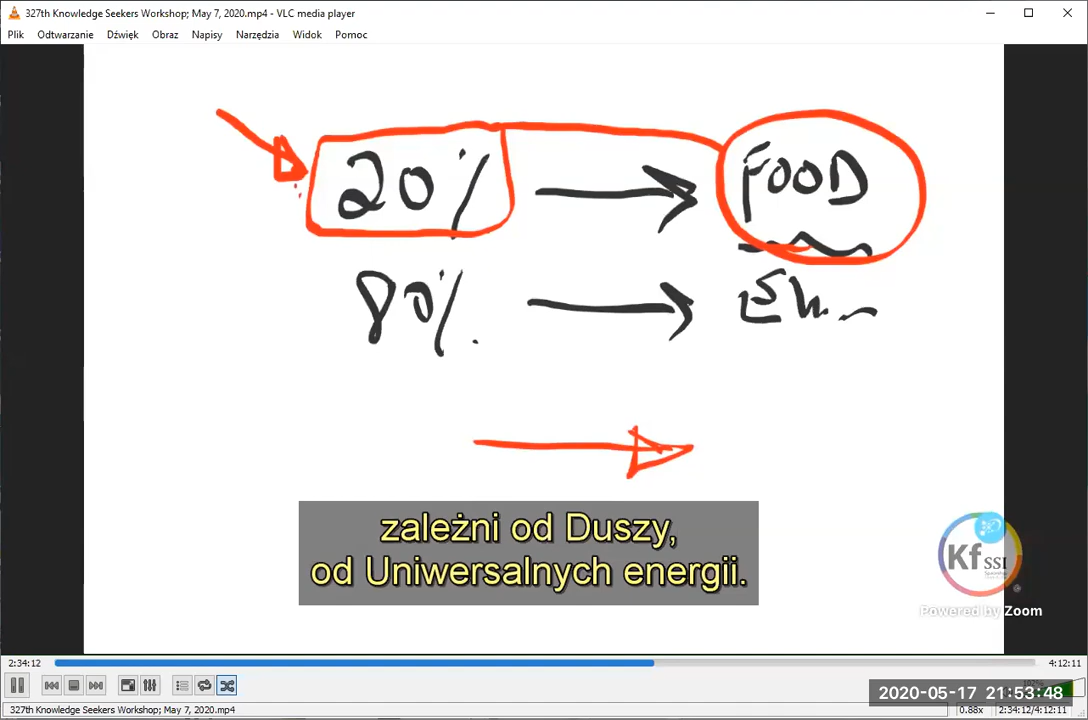 327th Knowledge Seekers Workshop; May 7, 2020.mp4 - VLC media player
Plik Odtwarzanie Dźwięk Obraz Napisy Narzędzia Widok Pomoc
20% → FOOD
80% →
zależni od Duszy,
od Uniwersalnych energii.
Kf SSI
Powered by Zoom
2:34:12 4:12:11
2020-05-17 21:53:48
327th Knowledge Seekers Workshop; May 7, 2020.mp4 0.88x 2:34:12/4:12:11